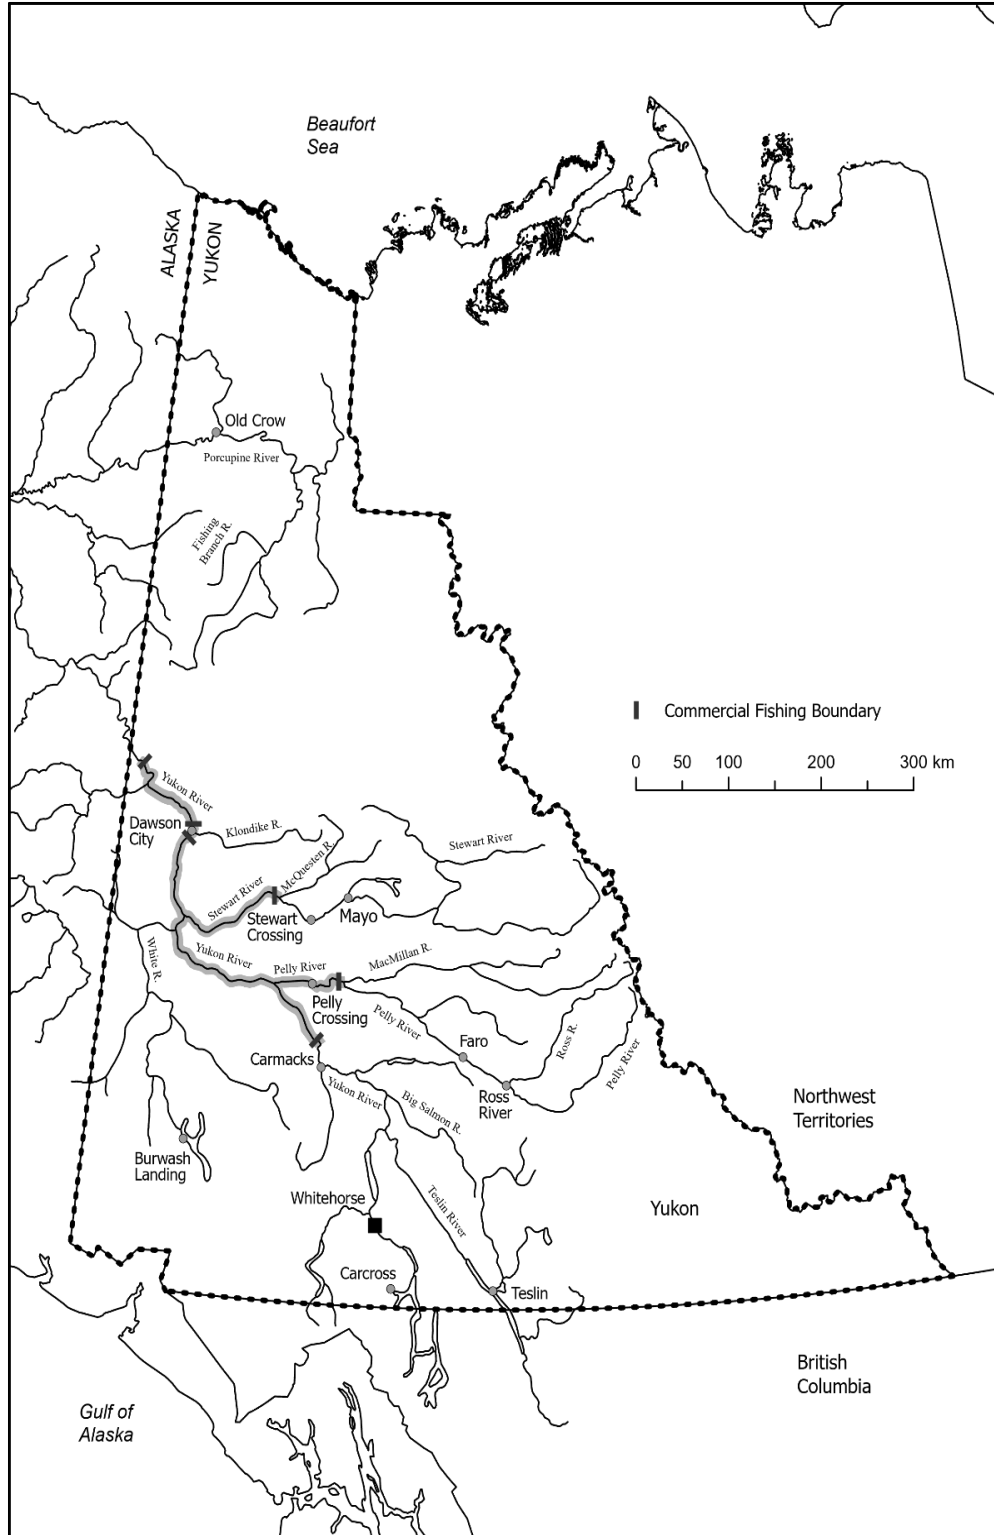 Beaufort
Sea
ALASKA
YUKON
Old Crow
Porcupine River
Fishing
Branch R.
Commercial Fishing Boundary
0 50 100 200 300 km
Yukon River
Dawson
City
Klondike R.
McQuesten R.
Stewart River
Stewart River
Stewart
Crossing
Mayo
White R.
Yukon River
Pelly River
MacMillan R.
Pelly
Crossing
Pelly River
Faro
Ross R.
Pelly River
Carmacks
Yukon River
Big Salmon R.
Ross
River
Northwest
Territories
Burwash
Landing
Whitehorse
Teslin River
Yukon
Carcross
Teslin
British
Columbia
Gulf of
Alaska